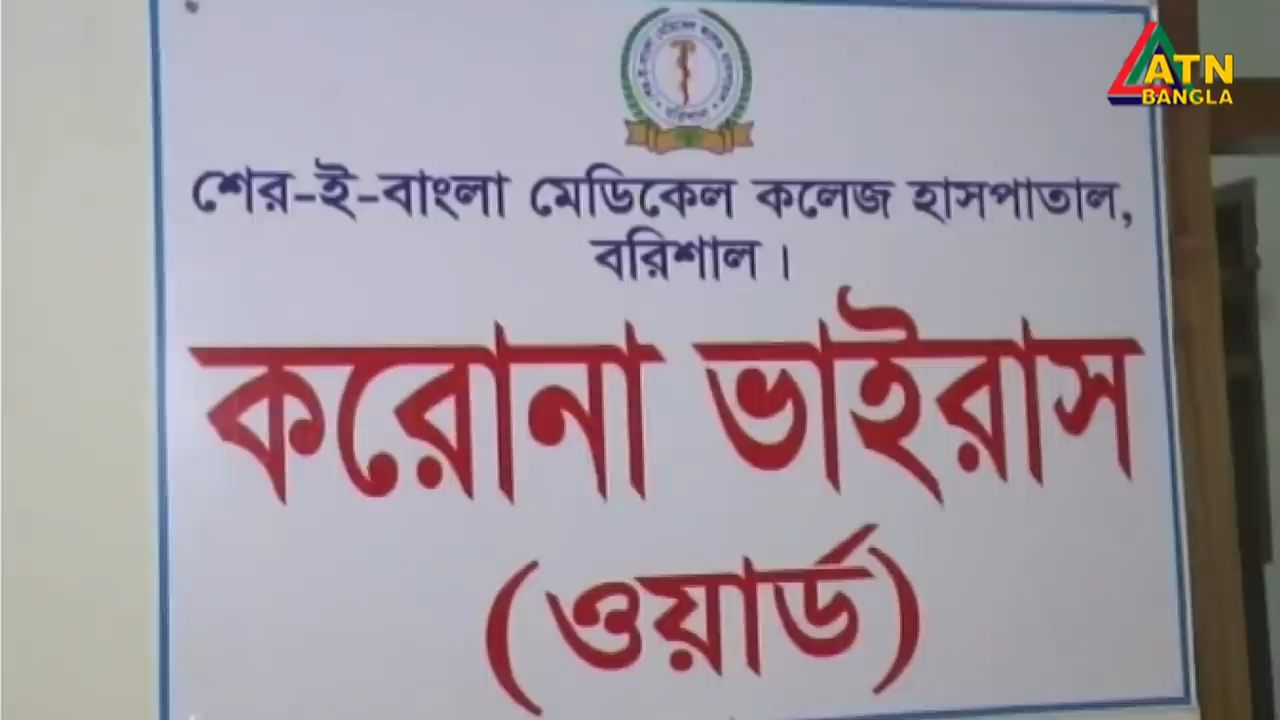 শের-ই-বাংলা মেডিকেল কলেজ হাসপাতাল,
বরিশাল।
করোনা ভাইরাস
(ওয়ার্ড)
ATN
BANGLA